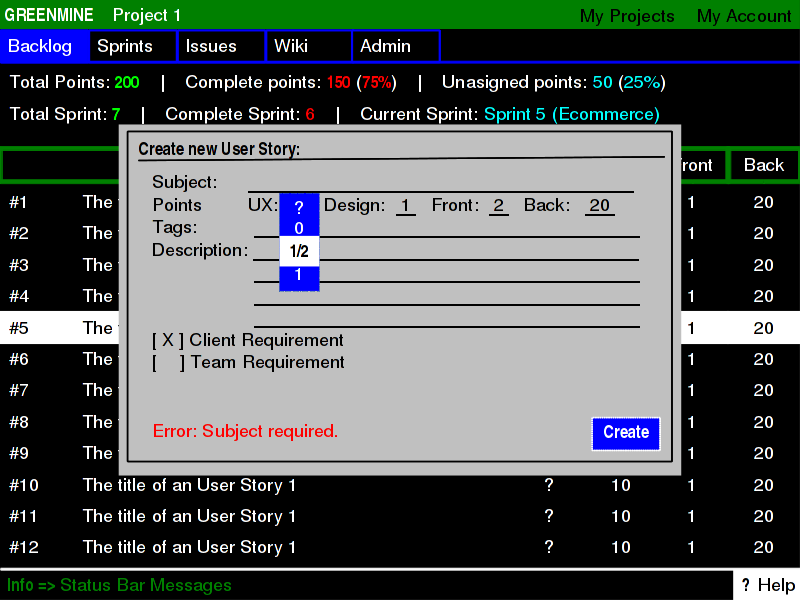 GREENMINE Project 1 My Projects My Account
Backlog Sprints Issues Wiki Admin
Total Points: 200 | Complete points: 150 (75%) | Unasigned points: 50 (25%)
Total Sprint: 7 | Complete Sprint: 6 | Current Sprint: Sprint 5 (Ecommerce)
Create new User Story:
ront Back
Subject:
Points UX: ? Design: 1 Front: 2 Back: 20
#1 The 1 20
Tags: 0
#2 The 1 20
Description: 1/2
#3 The 1 20
1
#4 The 1 20
#5 The 1 20
[ X ] Client Requirement
#6 The 1 20
[ ] Team Requirement
#7 The 1 20
#8 The 1 20
Error: Subject required. Create
#9 The 1 20
#10 The title of an User Story 1 ? 10 1 20
#11 The title of an User Story 1 ? 10 1 20
#12 The title of an User Story 1 ? 10 1 20
Info => Status Bar Messages ? Help